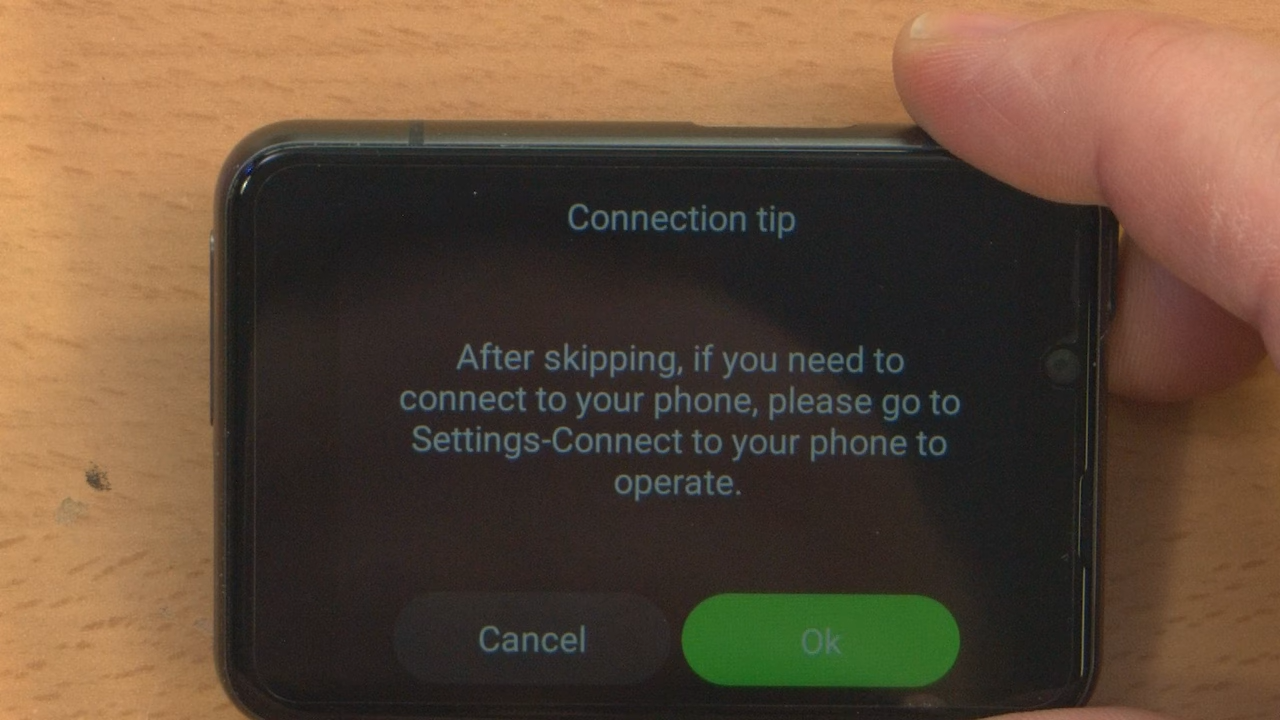 Connection tip
After skipping, if you need to
connect to your phone, please go to
Settings-Connect to your phone to
operate.
Cancel
Ok